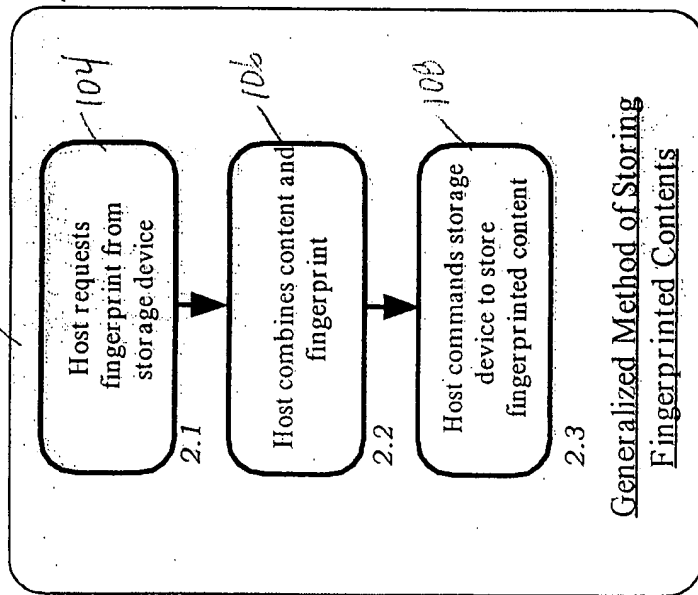 104
Host requests
fingerprint from
storage device
2.1
106
Host combines content and
fingerprint
2.2
108
Host commands storage
device to store
fingerprinted content
2.3
Generalized Method of Storing
Fingerprinted Contents